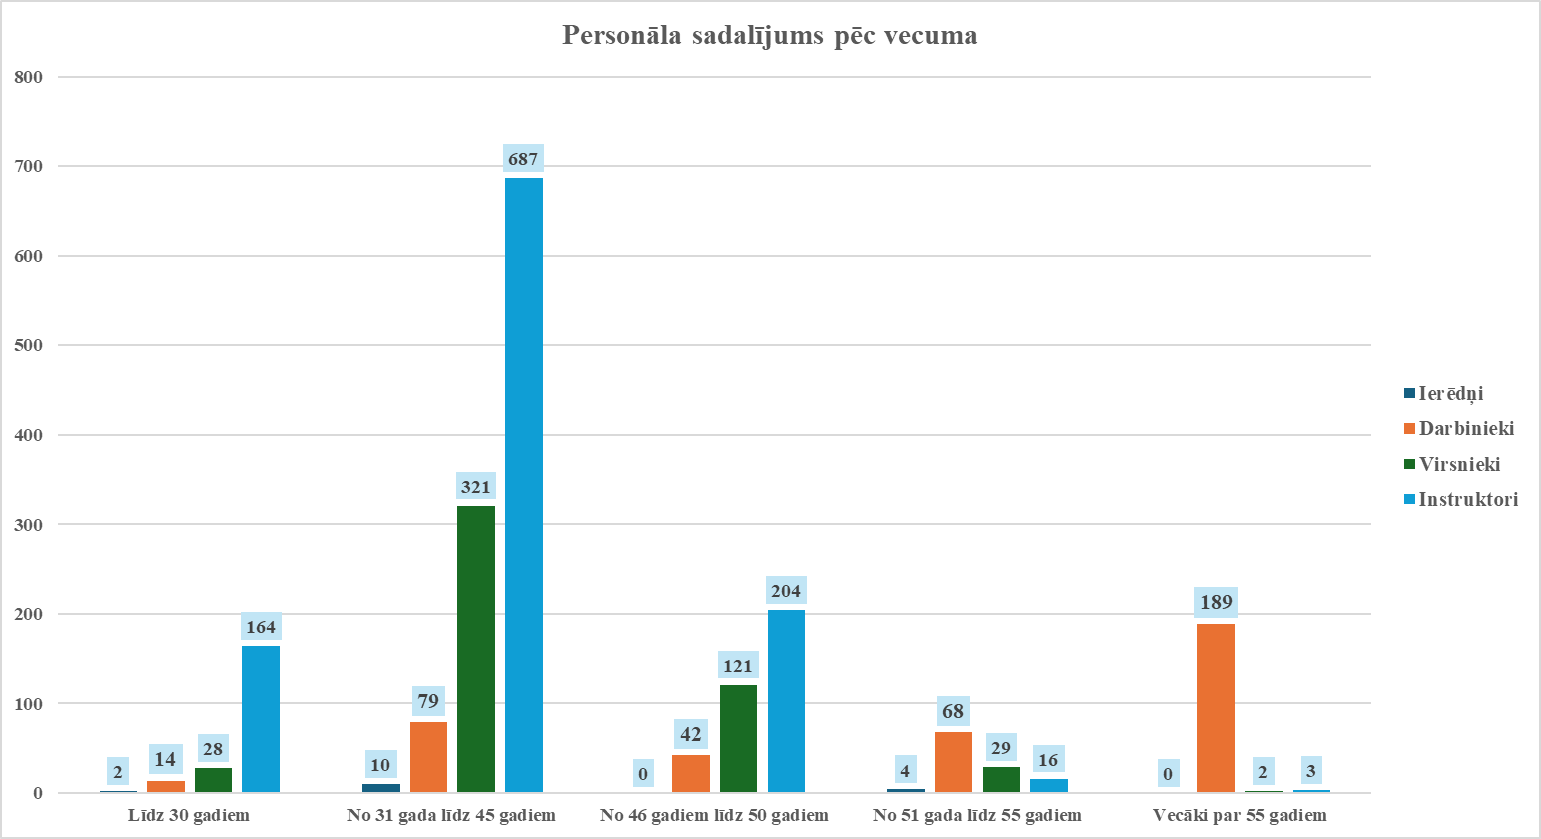 Personāla sadalījums pēc vecuma
800
700
600
500
400
300
200
100
0
2
14
28
164
10
79
321
687
0
42
121
204
4
68
29
16
0
189
2
3
Līdz 30 gadiem
No 31 gada līdz 45 gadiem
No 46 gadiem līdz 50 gadiem
No 51 gada līdz 55 gadiem
Vecāki par 55 gadiem
Ierēdņi
Darbinieki
Virsnieki
Instruktori